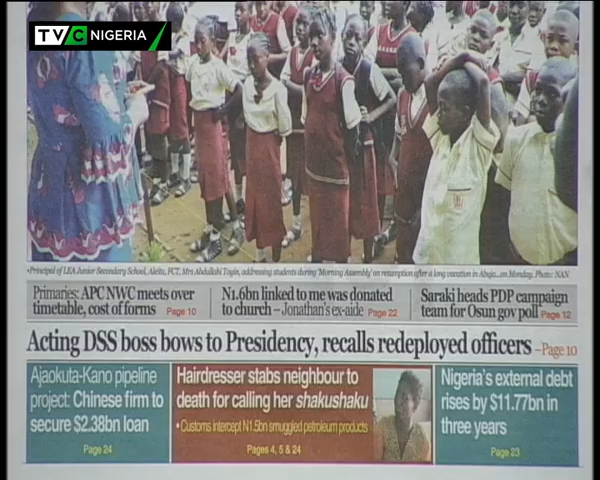 TVC NIGERIA
•Principal of LEA Junior Secondary School, Aleita, FCT, Mrs Abdullahi Toyin, addressing students during 'Morning Assembly' on resumption after a long vacation in Abuja...on Monday. Photo: NAN
Primaries: APC NWC meets over
timetable, cost of forms Page 10
N1.6bn linked to me was donated
to church – Jonathan's ex-aide Page 22
Saraki heads PDP campaign
team for Osun gov poll Page 12
Acting DSS boss bows to Presidency, recalls redeployed officers –Page 10
Ajaokuta-Kano pipeline
project: Chinese firm to
secure $2.38bn loan
Page 24
Hairdresser stabs neighbour to
death for calling her shakushaku
•Customs intercept N1.5bn smuggled petroleum products
Pages 4, 5 & 24
Nigeria's external debt
rises by $11.77bn in
three years
Page 23